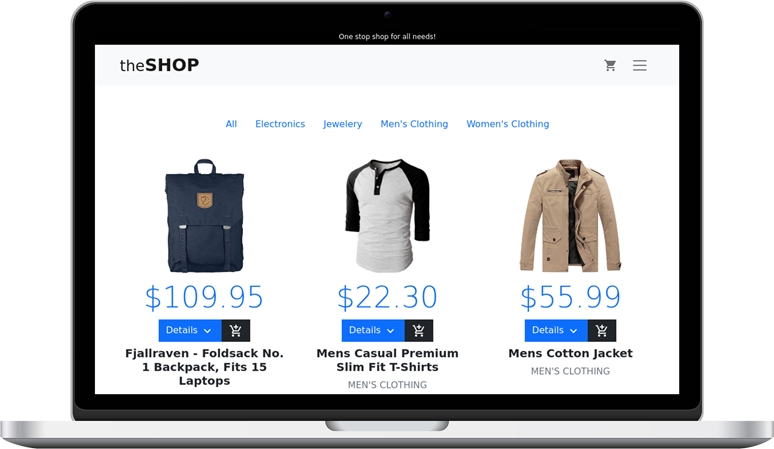 One stop shop for all needs!
theSHOP
All Electronics Jewelery Men's Clothing Women's Clothing
$109.95 $22.30 $55.99
Details Details Details
Fjallraven - Foldsack No. 1 Backpack, Fits 15 Laptops
Mens Casual Premium Slim Fit T-Shirts
MEN'S CLOTHING
Mens Cotton Jacket
MEN'S CLOTHING